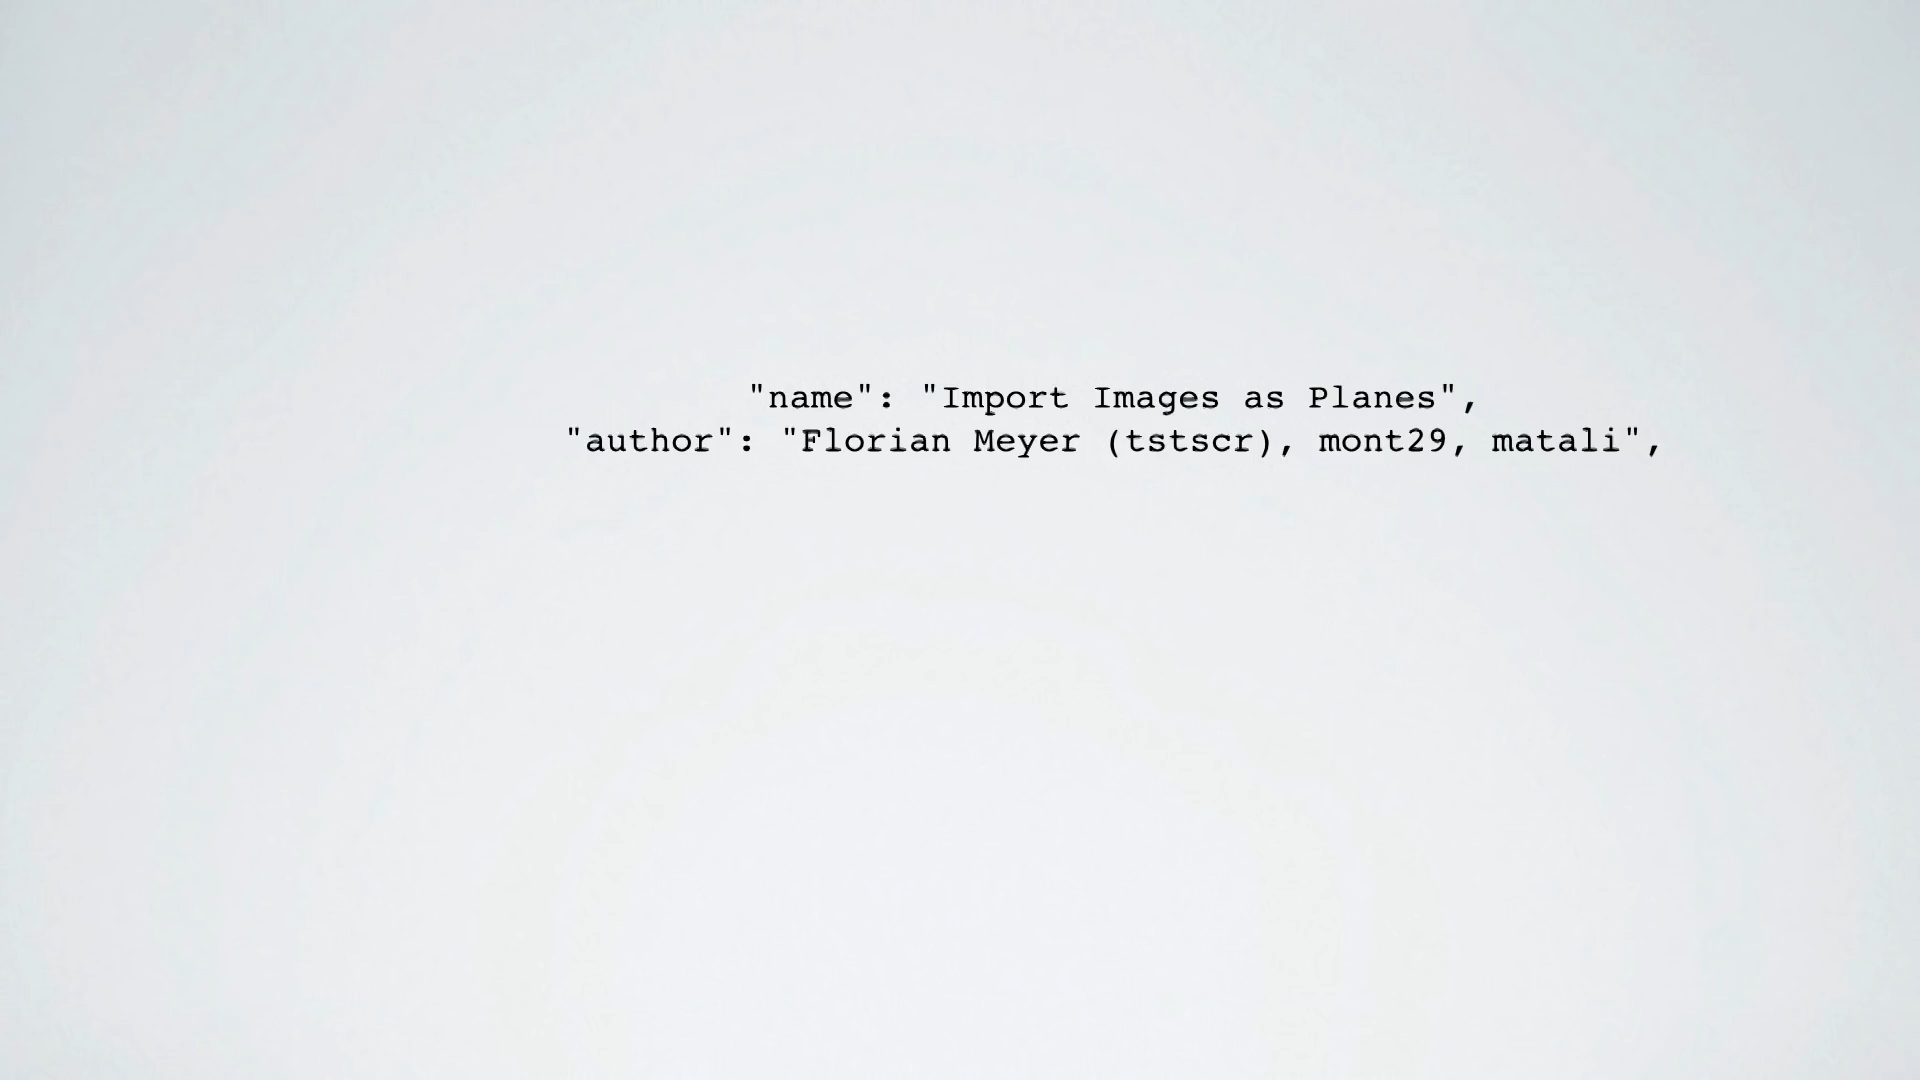 "name": "Import Images as Planes",
"author": "Florian Meyer (tstscr), mont29, matali",